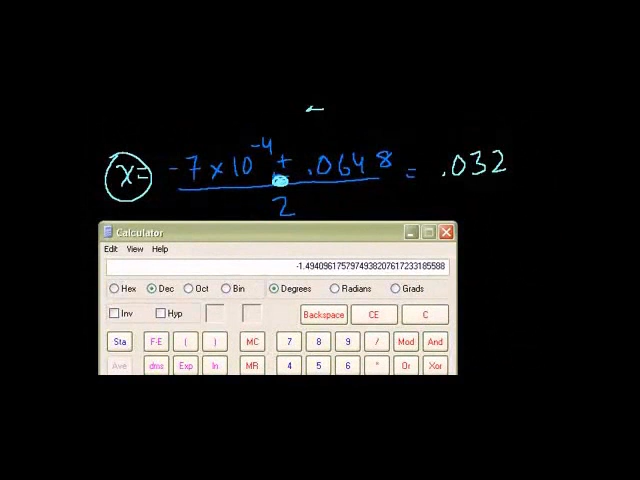 x= -7 x 10^-4 + .0648 / 2 = .032
Calculator
Edit View Help
-1.4940961757974938207617233185588
Hex Dec Oct Bin Degrees Radians Grads
Inv Hyp Backspace CE C
Sta F-E ( ) MC 7 8 9 / Mod And
Ave dms Exp ln MR 4 5 6 * Or Xor